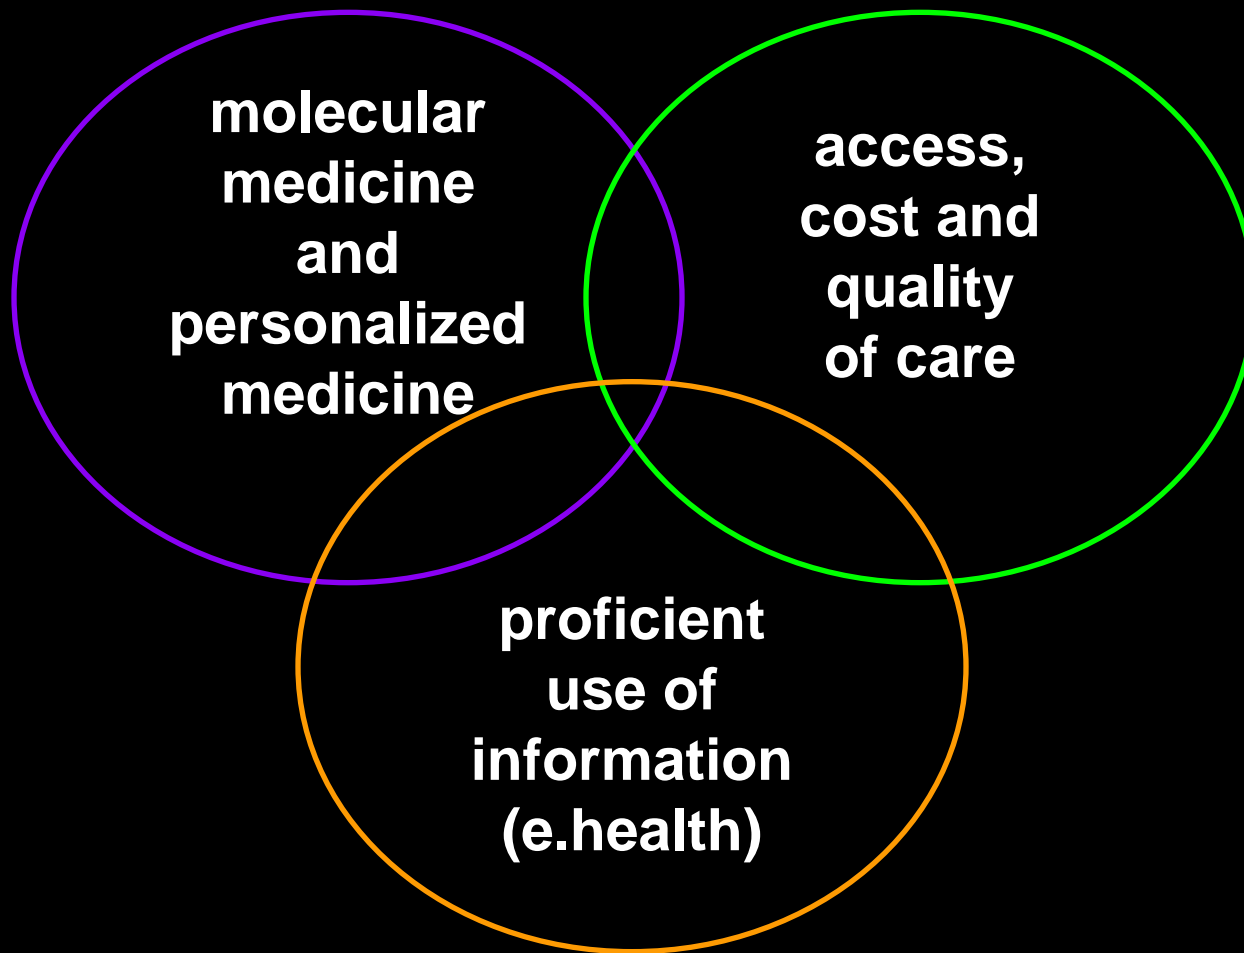 molecular
medicine
and
personalized
medicine
access,
cost and
quality
of care
proficient
use of
information
(e.health)